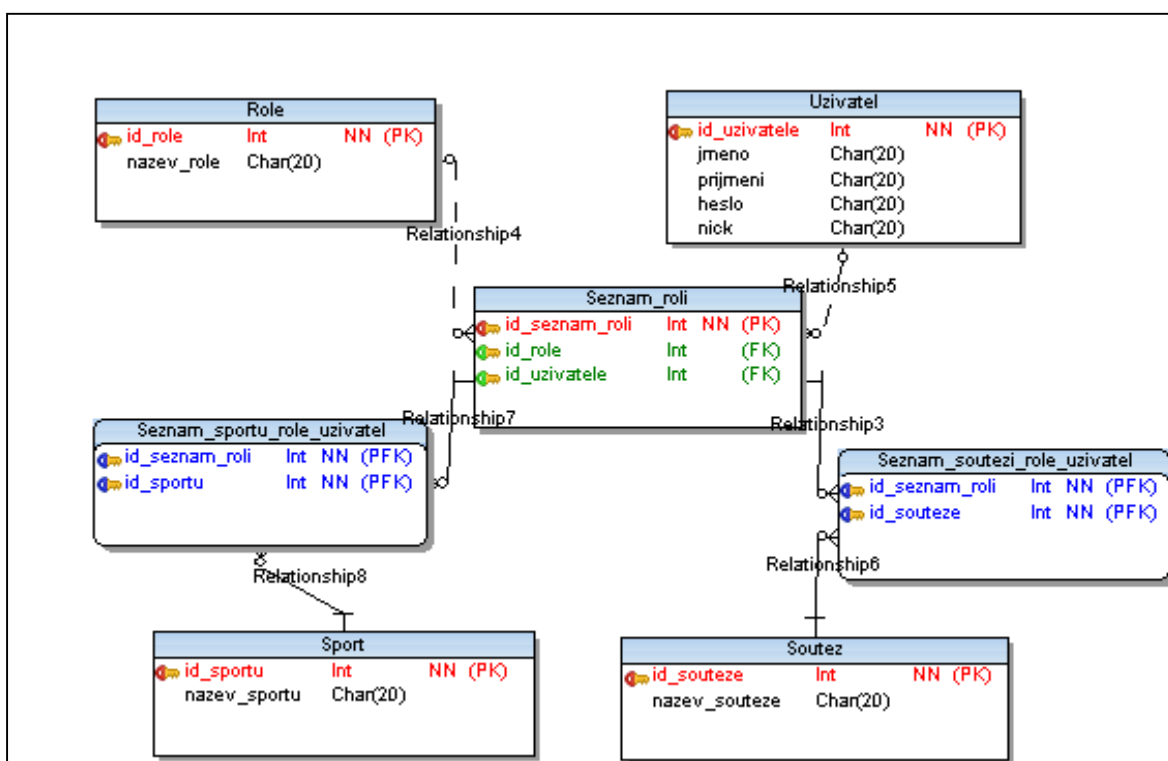 Role
id_role Int NN (PK)
nazev_role Char(20)
Uzivatel
id_uzivatele Int NN (PK)
jmeno Char(20)
prijmeni Char(20)
heslo Char(20)
nick Char(20)
Relationship4
Relationship5
Seznam_roli
id_seznam_roli Int NN (PK)
id_role Int (FK)
id_uzivatele Int (FK)
Relationship7
Relationship3
Seznam_sportu_role_uzivatel
id_seznam_roli Int NN (PFK)
id_sportu Int NN (PFK)
Seznam_soutezi_role_uzivatel
id_seznam_roli Int NN (PFK)
id_souteze Int NN (PFK)
Relationship8
Relationship6
Sport
id_sportu Int NN (PK)
nazev_sportu Char(20)
Soutez
id_souteze Int NN (PK)
nazev_souteze Char(20)